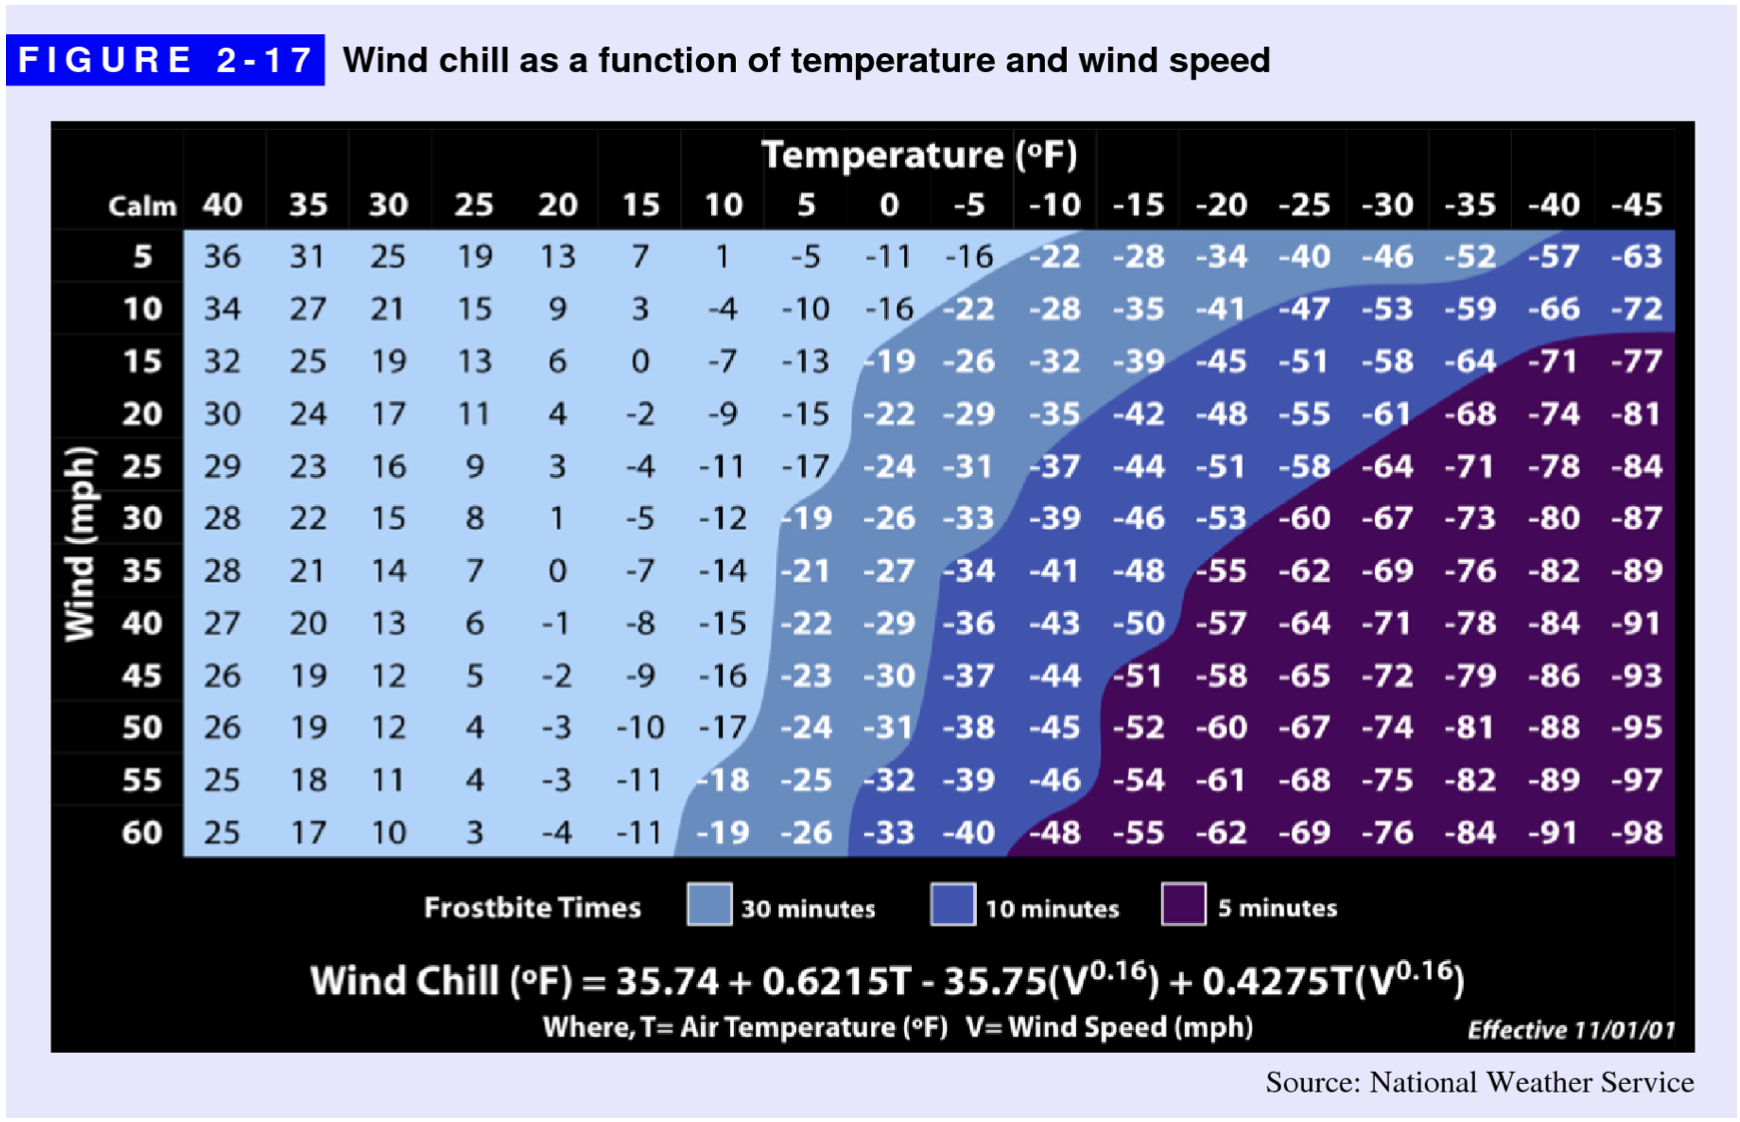 FIGURE 2-17 Wind chill as a function of temperature and wind speed
Temperature (ºF)
Calm 40 35 30 25 20 15 10 5 0 -5 -10 -15 -20 -25 -30 -35 -40 -45
Wind (mph)
5 36 31 25 19 13 7 1 -5 -11 -16 -22 -28 -34 -40 -46 -52 -57 -63
10 34 27 21 15 9 3 -4 -10 -16 -22 -28 -35 -41 -47 -53 -59 -66 -72
15 32 25 19 13 6 0 -7 -13 -19 -26 -32 -39 -45 -51 -58 -64 -71 -77
20 30 24 17 11 4 -2 -9 -15 -22 -29 -35 -42 -48 -55 -61 -68 -74 -81
25 29 23 16 9 3 -4 -11 -17 -24 -31 -37 -44 -51 -58 -64 -71 -78 -84
30 28 22 15 8 1 -5 -12 -19 -26 -33 -39 -46 -53 -60 -67 -73 -80 -87
35 28 21 14 7 0 -7 -14 -21 -27 -34 -41 -48 -55 -62 -69 -76 -82 -89
40 27 20 13 6 -1 -8 -15 -22 -29 -36 -43 -50 -57 -64 -71 -78 -84 -91
45 26 19 12 5 -2 -9 -16 -23 -30 -37 -44 -51 -58 -65 -72 -79 -86 -93
50 26 19 12 4 -3 -10 -17 -24 -31 -38 -45 -52 -60 -67 -74 -81 -88 -95
55 25 18 11 4 -3 -11 -18 -25 -32 -39 -46 -54 -61 -68 -75 -82 -89 -97
60 25 17 10 3 -4 -11 -19 -26 -33 -40 -48 -55 -62 -69 -76 -84 -91 -98
Frostbite Times 30 minutes 10 minutes 5 minutes
Wind Chill (ºF) = 35.74 + 0.6215T - 35.75(V^0.16) + 0.4275T(V^0.16)
Where, T= Air Temperature (ºF) V= Wind Speed (mph) Effective 11/01/01
Source: National Weather Service